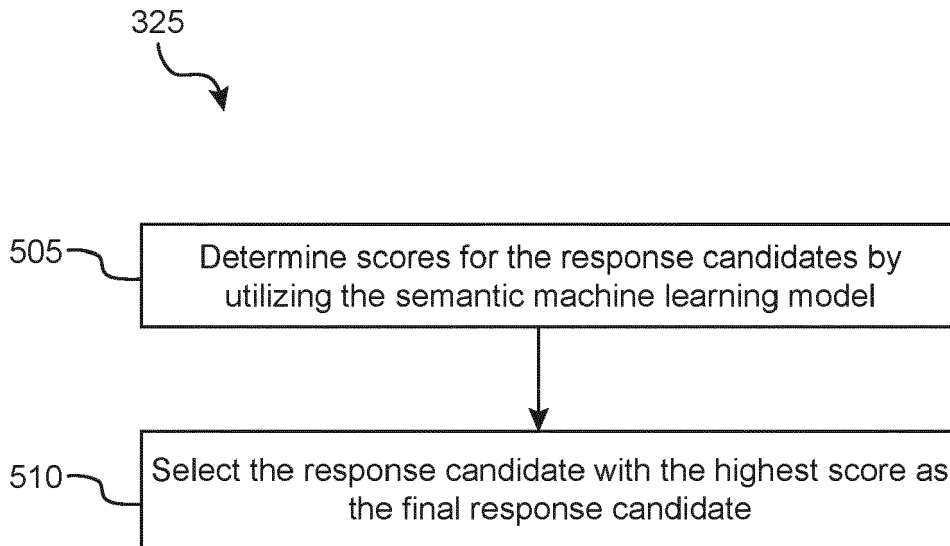 325
505
Determine scores for the response candidates by
utilizing the semantic machine learning model
510
Select the response candidate with the highest score as
the final response candidate